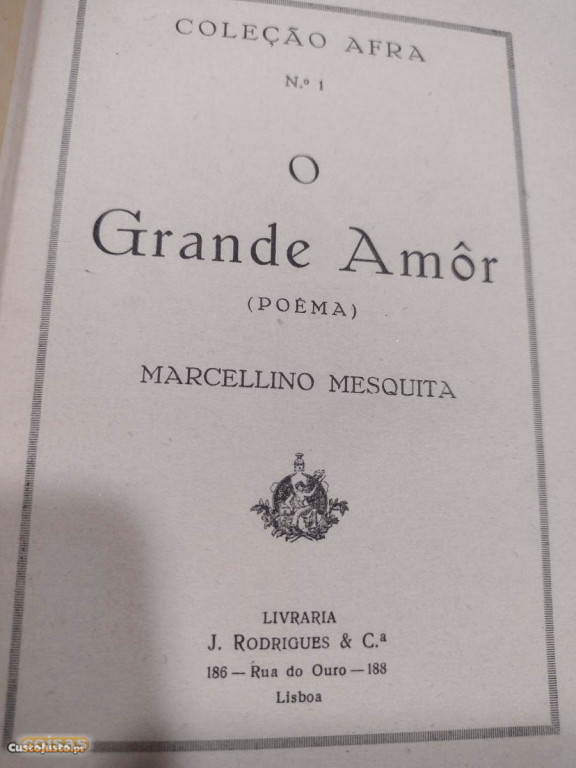 COLEÇÃO AFRA
N.º 1
O
Grande Amôr
(POÊMA)
MARCELLINO MESQUITA
LIVRARIA
J. RODRIGUES & C.ª
186 — Rua do Ouro — 188
Lisboa
CustoJusto.pt